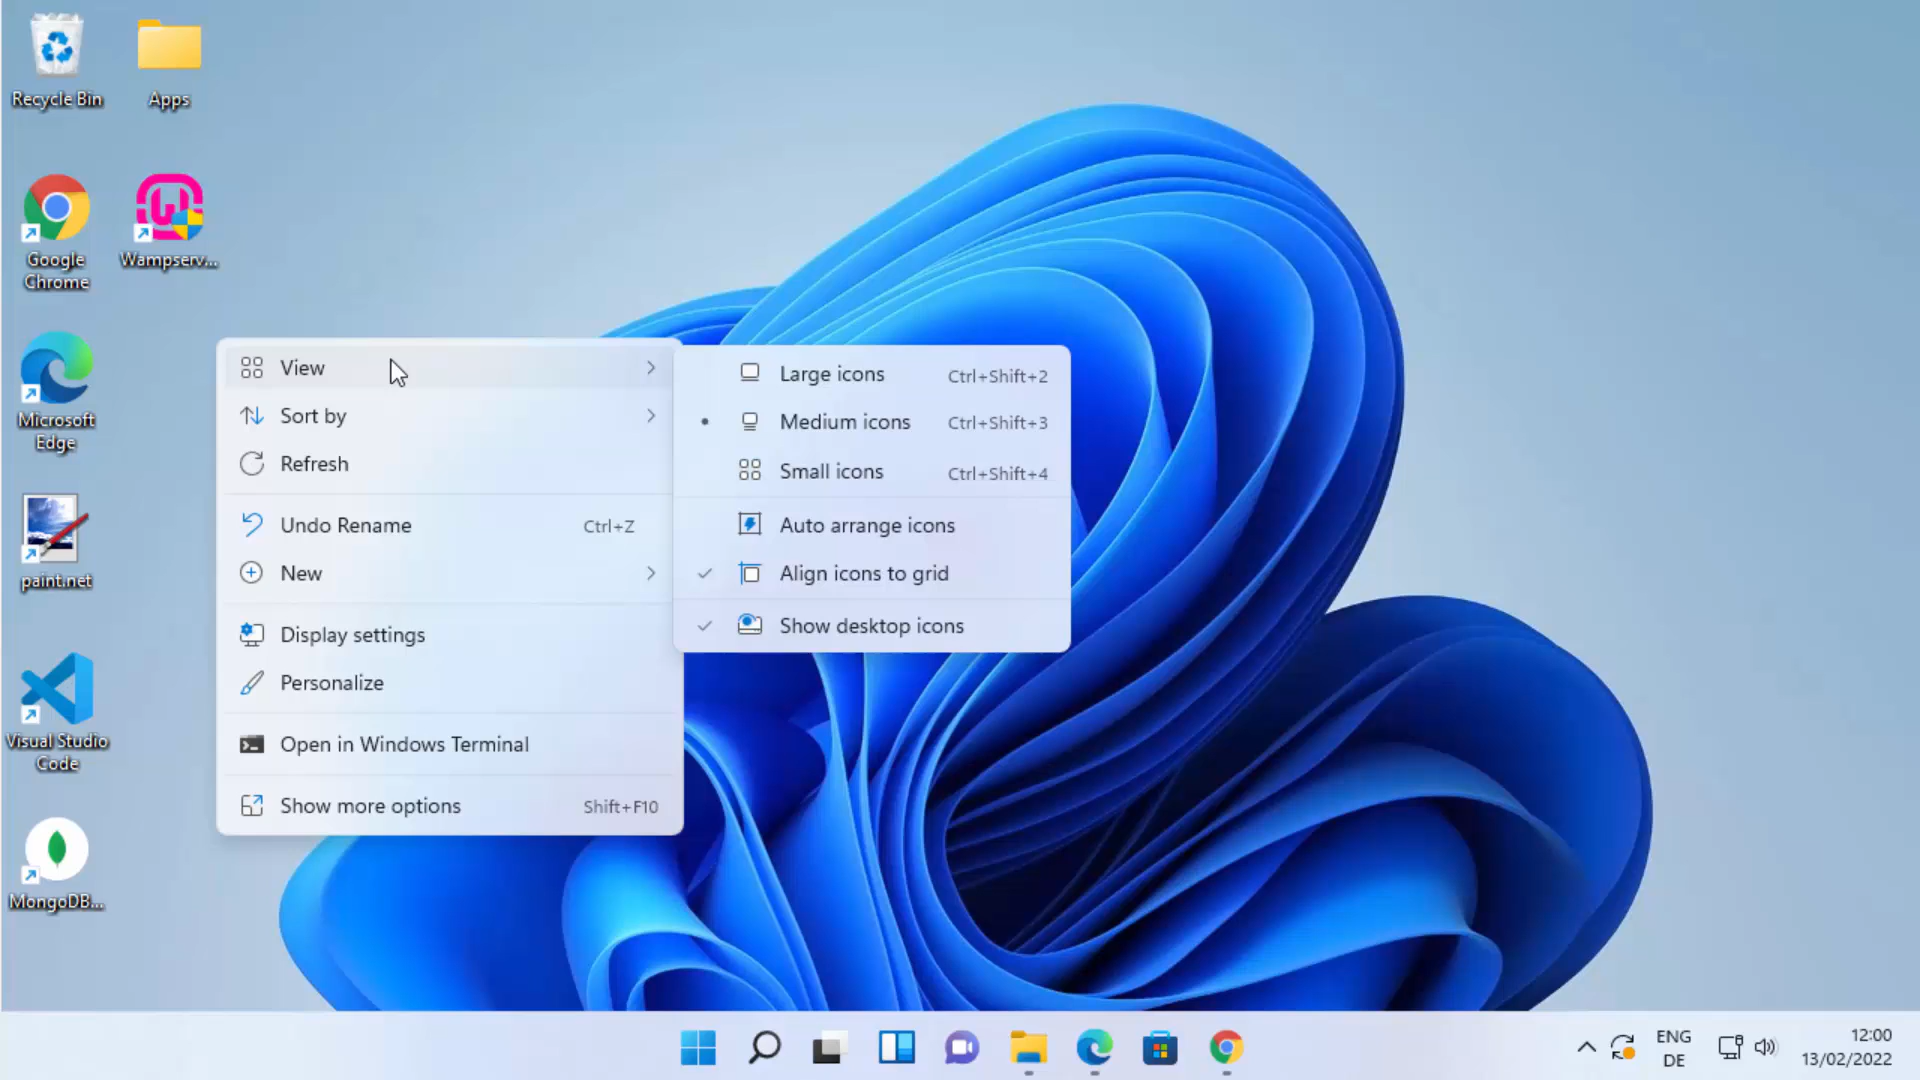 Recycle Bin
Apps
Google
Chrome
Wampserv...
Microsoft
Edge
paint.net
Visual Studio
Code
MongoDB...
View
Sort by
Refresh
Undo Rename Ctrl+Z
New
Display settings
Personalize
Open in Windows Terminal
Show more options Shift+F10
Large icons Ctrl+Shift+2
Medium icons Ctrl+Shift+3
Small icons Ctrl+Shift+4
Auto arrange icons
Align icons to grid
Show desktop icons
ENG
DE
12:00
13/02/2022